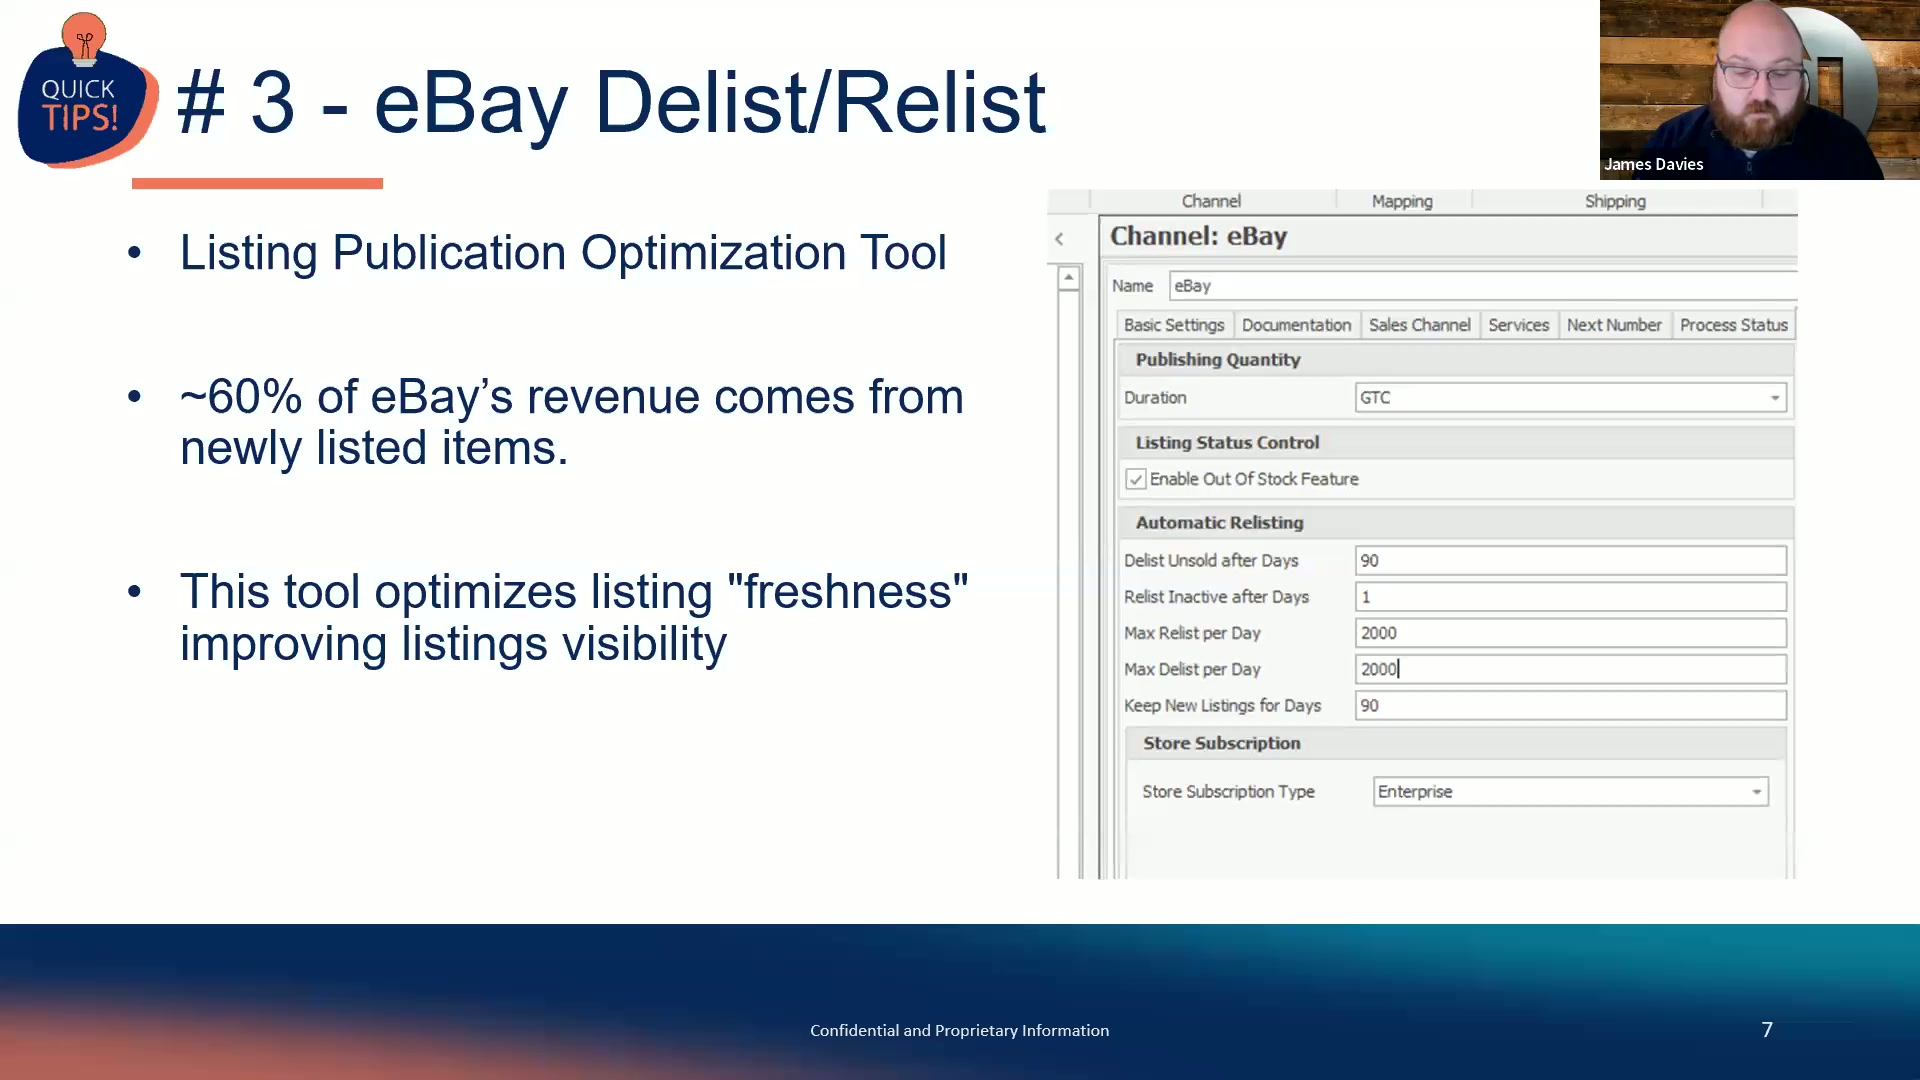 QUICK
TIPS!
# 3 - eBay Delist/Relist
James Davies
• Listing Publication Optimization Tool
• ~60% of eBay’s revenue comes from
newly listed items.
• This tool optimizes listing "freshness"
improving listings visibility
Channel Mapping Shipping
Channel: eBay
Name eBay
Basic Settings Documentation Sales Channel Services Next Number Process Status
Publishing Quantity
Duration GTC
Listing Status Control
Enable Out Of Stock Feature
Automatic Relisting
Delist Unsold after Days 90
Relist Inactive after Days 1
Max Relist per Day 2000
Max Delist per Day 2000
Keep New Listings for Days 90
Store Subscription
Store Subscription Type Enterprise
Confidential and Proprietary Information
7